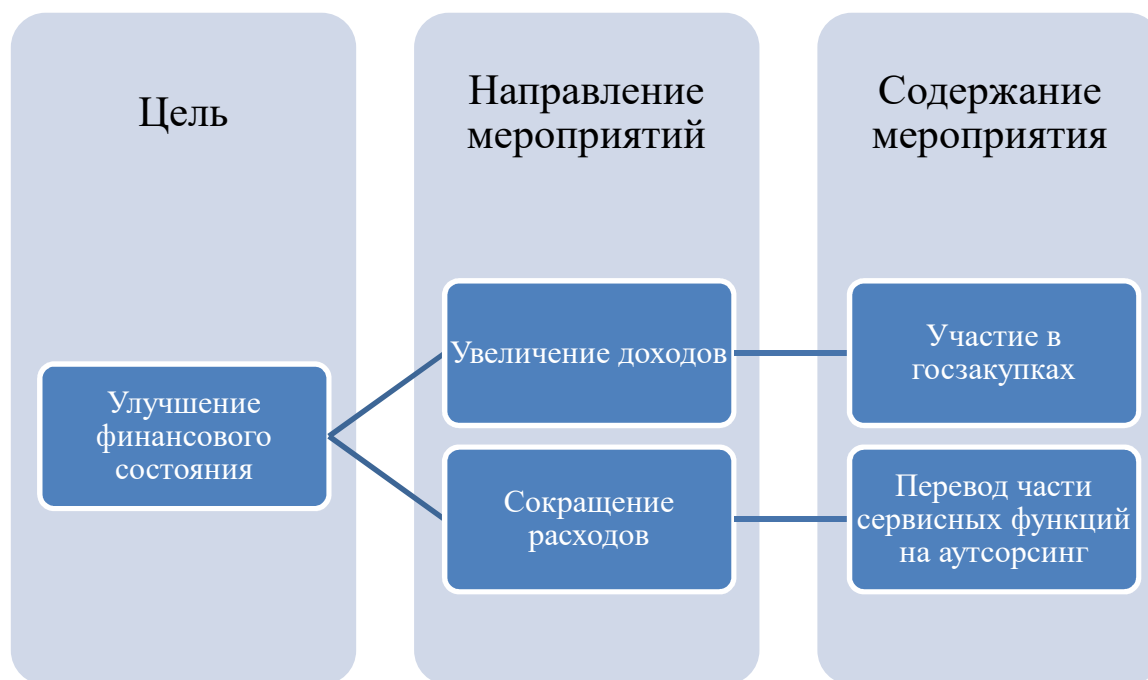 Цель
Направление
мероприятий
Содержание
мероприятия
Улучшение
финансового
состояния
Увеличение доходов
Участие в
госзакупках
Сокращение
расходов
Перевод части
сервисных функций
на аутсорсинг